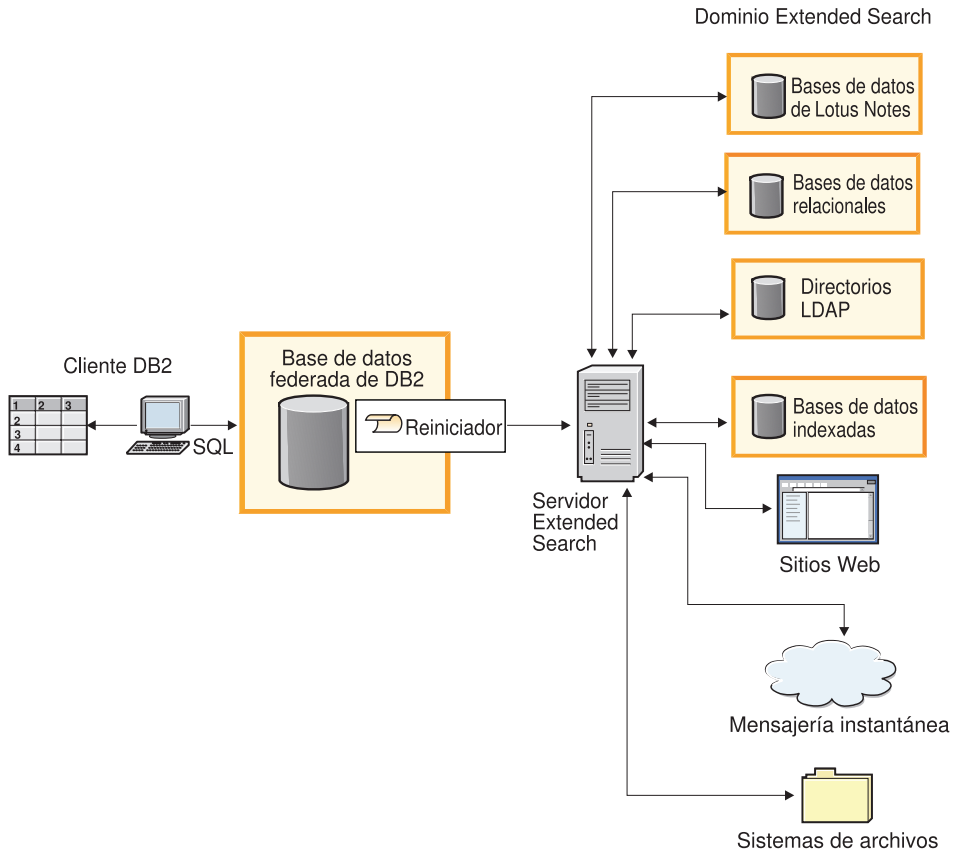 Dominio Extended Search
Bases de datos
de Lotus Notes
Bases de datos
relacionales
Directorios
LDAP
Cliente DB2
Base de datos
federada de DB2
1 2 3
2
3
4
SQL
Reiniciador
Bases de datos
indexadas
Servidor
Extended
Search
Sitios Web
Mensajería instantánea
Sistemas de archivos